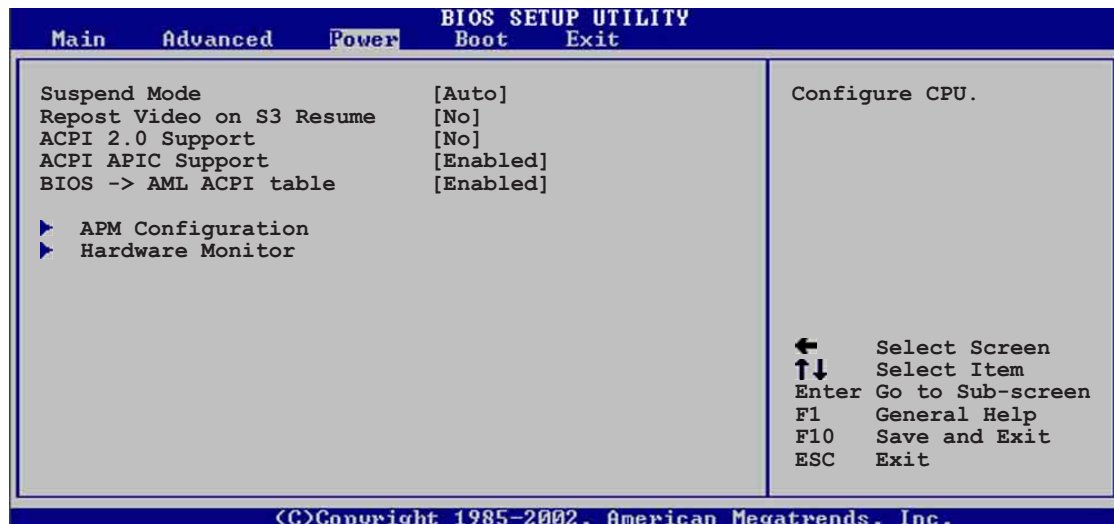 BIOS SETUP UTILITY
Main Advanced Power Boot Exit
Suspend Mode [Auto]
Repost Video on S3 Resume [No]
ACPI 2.0 Support [No]
ACPI APIC Support [Enabled]
BIOS -> AML ACPI table [Enabled]
APM Configuration
Hardware Monitor
Configure CPU.
← Select Screen
↑↓ Select Item
Enter Go to Sub-screen
F1 General Help
F10 Save and Exit
ESC Exit
(C)Copyright 1985-2002, American Megatrends, Inc.